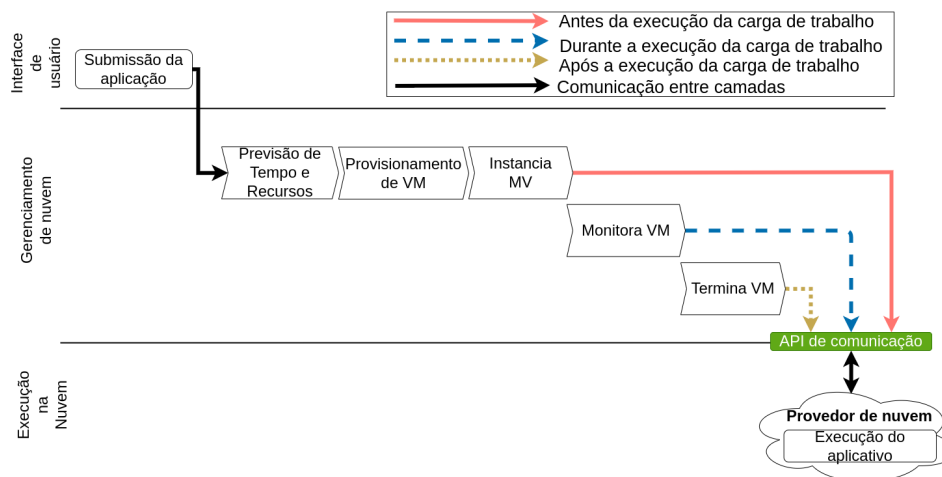 Interface
de
usuário
Submissão da
aplicação
Antes da execução da carga de trabalho
Durante a execução da carga de trabalho
Após a execução da carga de trabalho
Comunicação entre camadas
Gerenciamento
de nuvem
Previsão de
Tempo e
Recursos
Provisionamento
de VM
Instancia
MV
Monitora VM
Termina VM
API de comunicação
Execução
na
Nuvem
Provedor de nuvem
Execução do
aplicativo